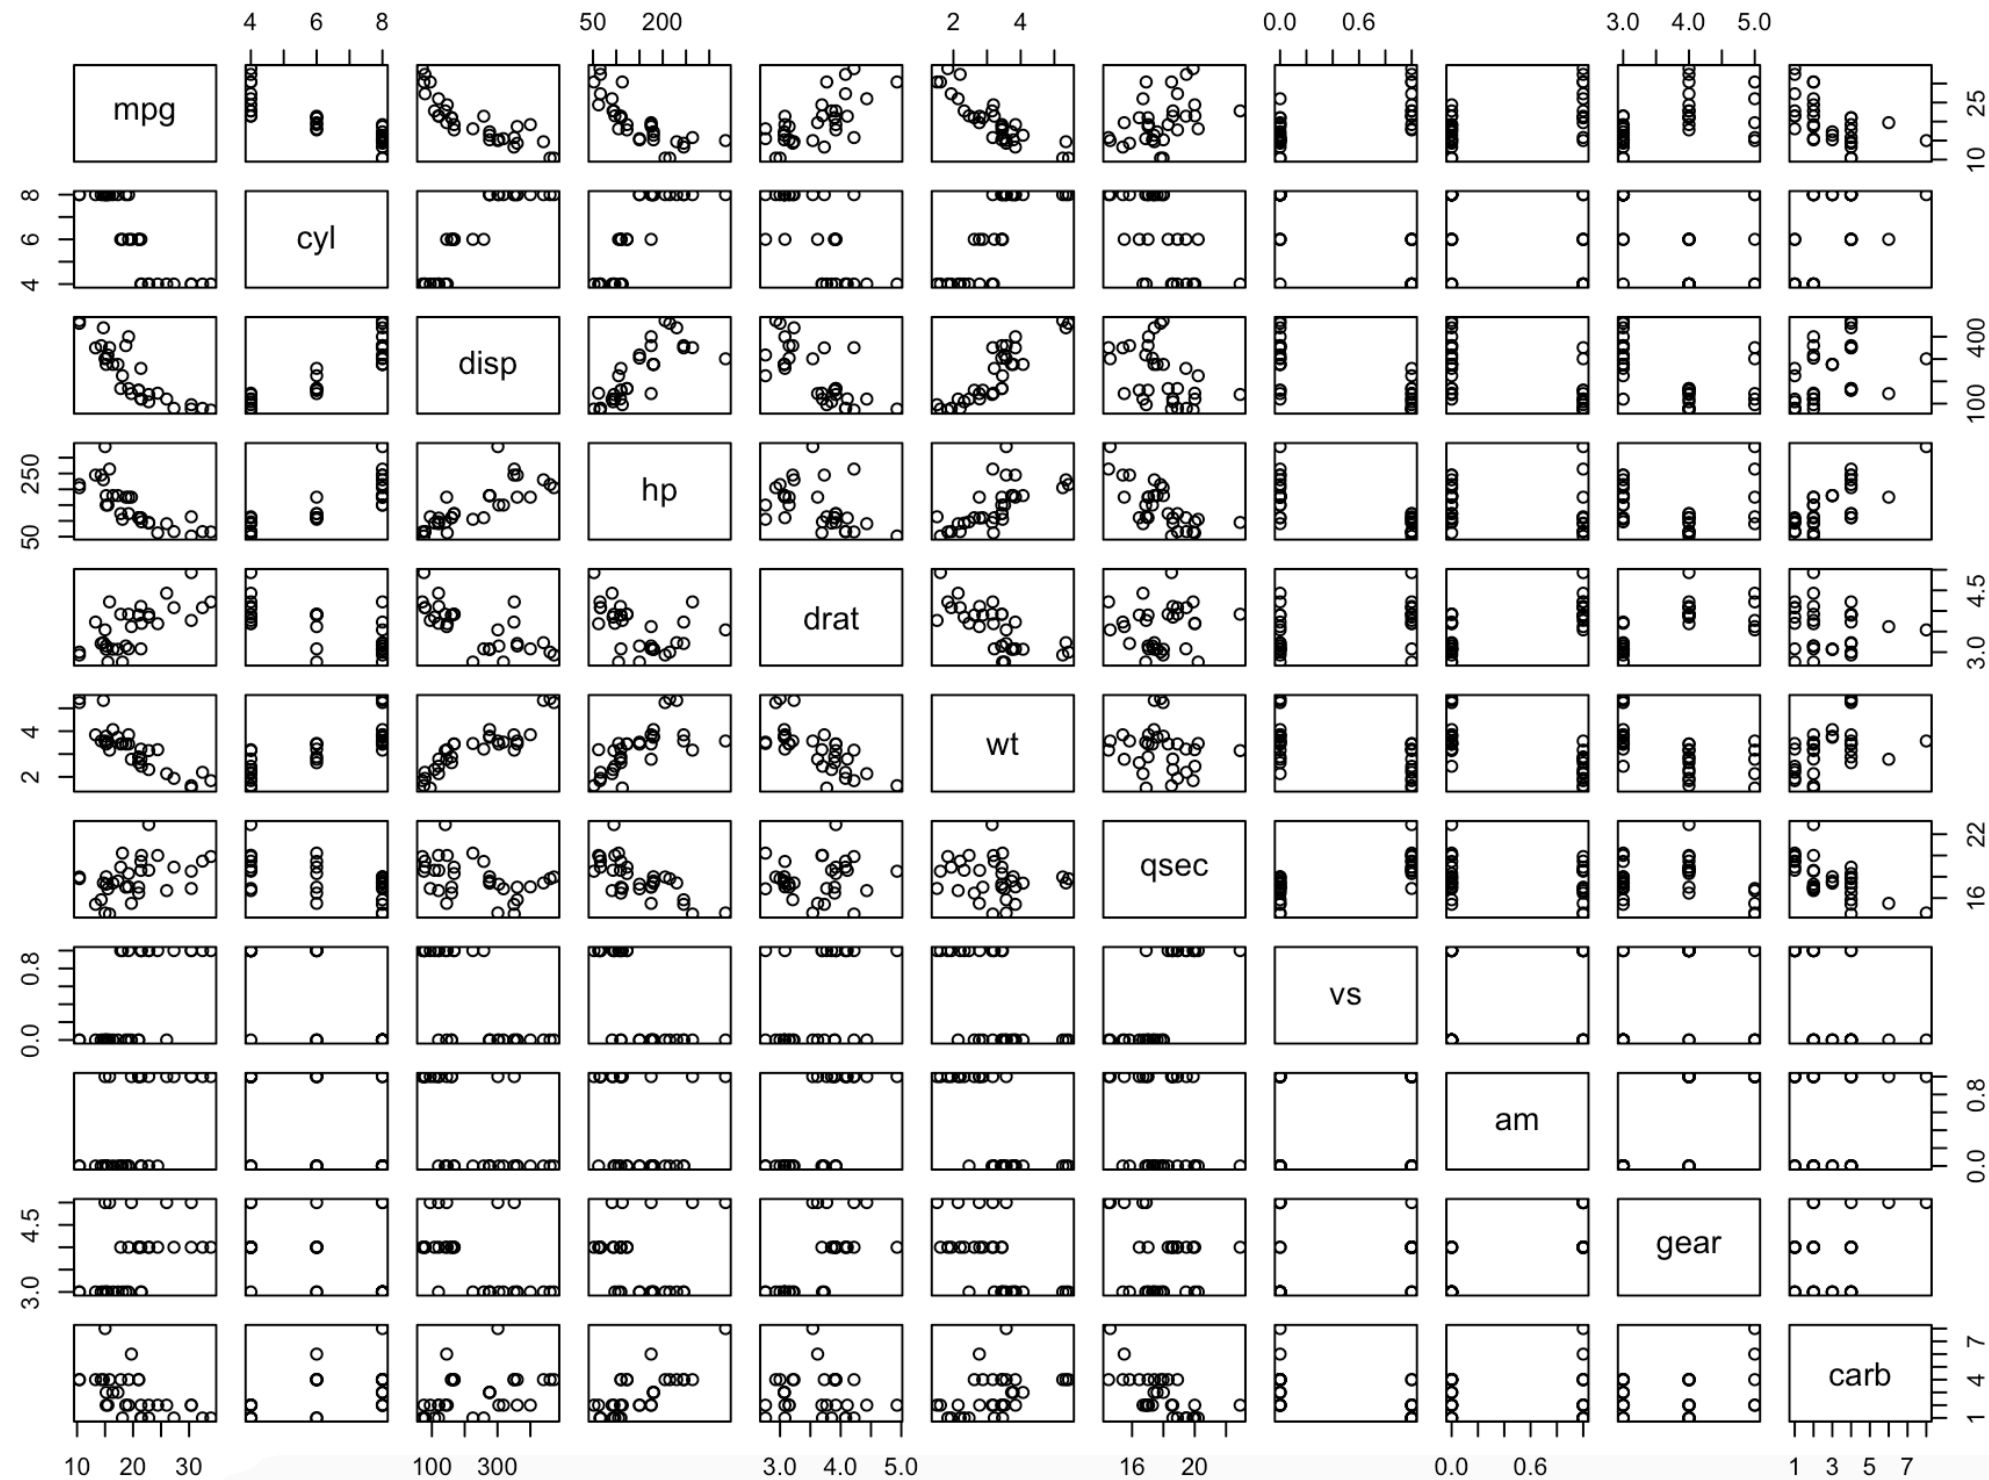 4 6 8 50 200 2 4 0.0 0.6 3.0 4.0 5.0
mpg 10 25
4 6 8 cyl
disp 100 400
50 250 hp
drat 3.0 4.5
2 4 wt
qsec 16 22
0.0 0.8 vs
am 0.0 0.8
3.0 4.5 gear
carb 1 4 7
10 20 30 100 300 3.0 4.0 5.0 16 20 0.0 0.6 1 3 5 7